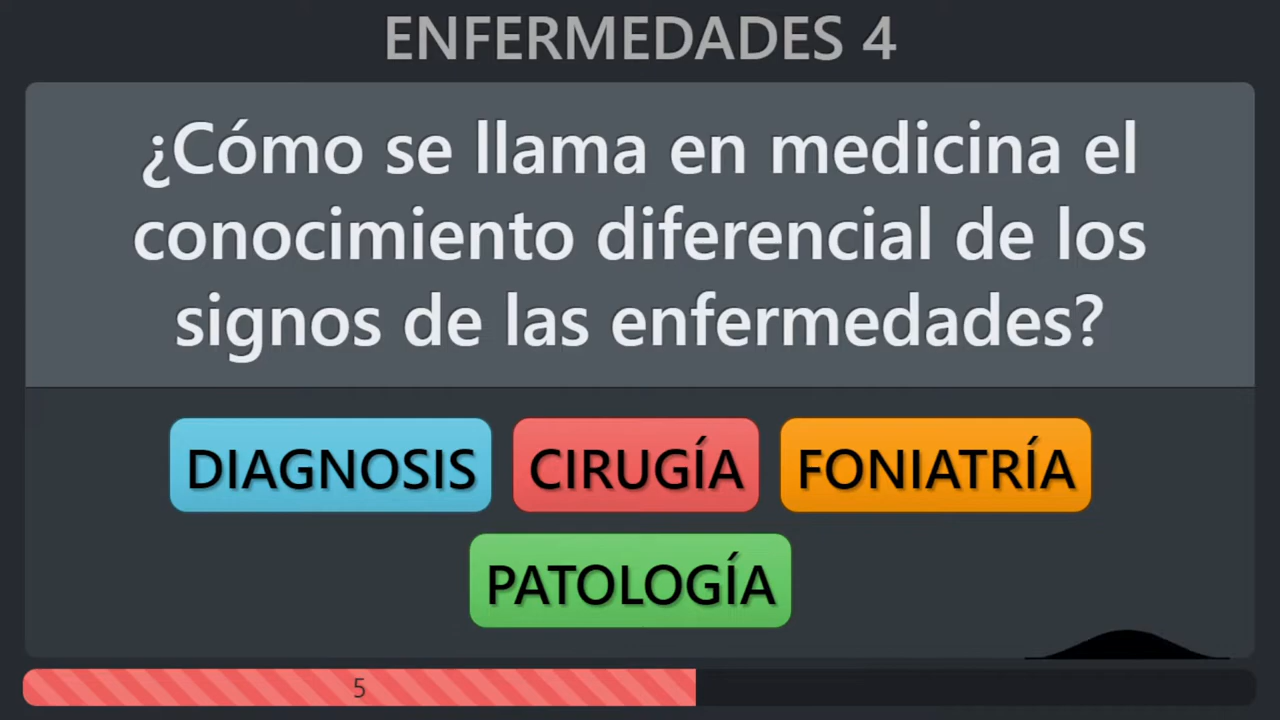 ENFERMEDADES 4
¿Cómo se llama en medicina el
conocimiento diferencial de los
signos de las enfermedades?
DIAGNOSIS CIRUGÍA FONIATRÍA
PATOLOGÍA
5